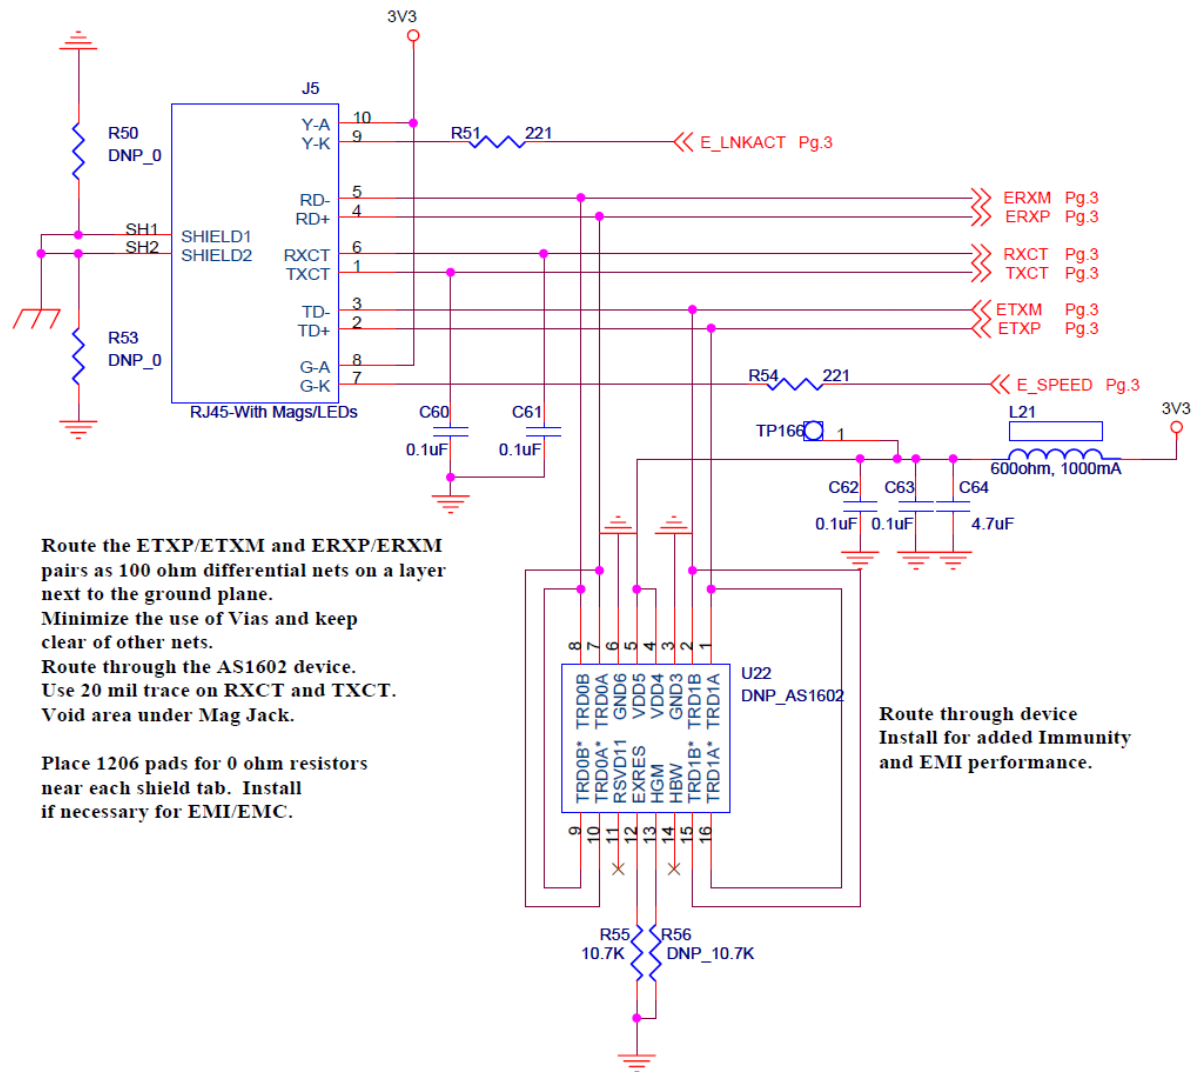 3V3
J5
R50
DNP_0
Y-A 10
Y-K 9
R51 221
E_LNKACT Pg.3
RD- 5
RD+ 4
ERXM Pg.3
ERXP Pg.3
SH1 SHIELD1
SH2 SHIELD2
RXCT 6
TXCT 1
RXCT Pg.3
TXCT Pg.3
TD- 3
TD+ 2
ETXM Pg.3
ETXP Pg.3
R53
DNP_0
G-A 8
G-K 7
R54 221
E_SPEED Pg.3
RJ45-With Mags/LEDs
C60
0.1uF
C61
0.1uF
TP166 1
L21
600ohm, 1000mA
3V3
C62
0.1uF
C63
0.1uF
C64
4.7uF
Route the ETXP/ETXM and ERXP/ERXM
pairs as 100 ohm differential nets on a layer
next to the ground plane.
Minimize the use of Vias and keep
clear of other nets.
Route through the AS1602 device.
Use 20 mil trace on RXCT and TXCT.
Void area under Mag Jack.
Place 1206 pads for 0 ohm resistors
near each shield tab. Install
if necessary for EMI/EMC.
8 7 6 5 4 3 2 1
TRD0B TRD0A GND6 VDD5 VDD4 GND3 TRD1B TRD1A
U22
DNP_AS1602
TRD0B* TRD0A* RSVD11 EXRES HGM HBW TRD1B* TRD1A*
9 10 11 12 13 14 15 16
Route through device
Install for added Immunity
and EMI performance.
R55
10.7K
R56
DNP_10.7K